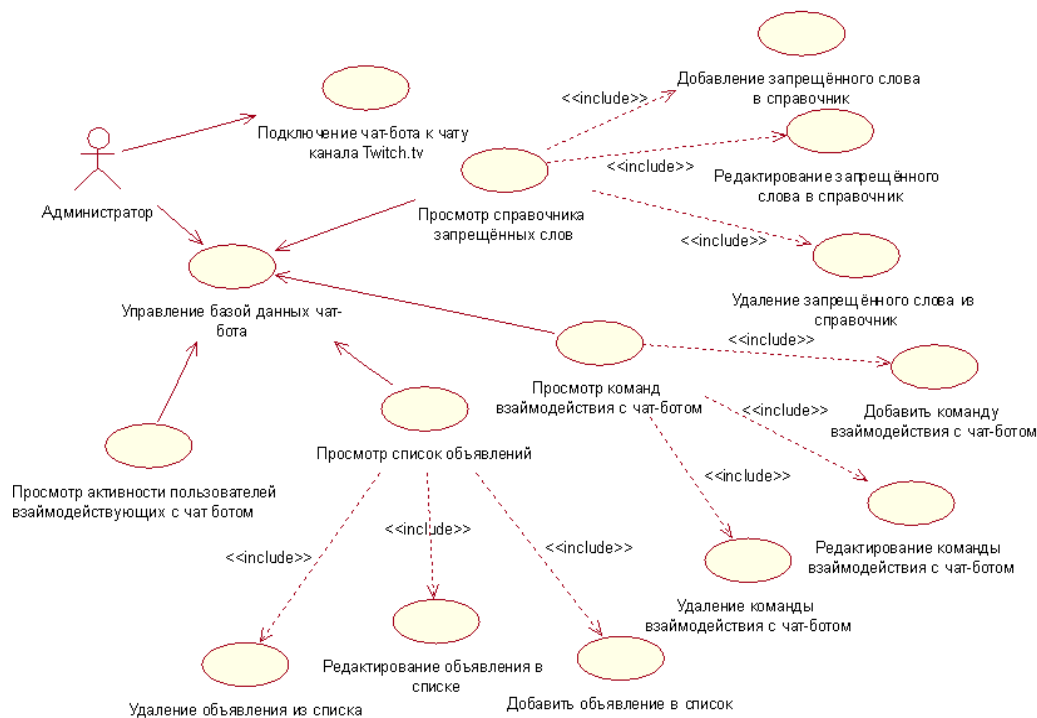 Добавление запрещённого слова
в справочник
<<include>>
Подключение чат-бота к чату
канала Twitch.tv
<<include>>
Редактирование запрещённого
слова в справочник
Администратор
Просмотр справочника
запрещённых слов
<<include>>
Удаление запрещённого слова из
справочник
Управление базой данных чат-
бота
<<include>>
Просмотр команд
взаимодействия с чат-ботом
<<include>>
Добавить команду
взаимодействия с чат-ботом
Просмотр список объявлений
<<include>>
Просмотр активности пользователей
взаймодействующих с чат ботом
<<include>>
<<include>>
<<include>>
Редактирование команды
взаймодействия с чат-ботом
Удаление команды
взаимодействия с чат-ботом
Редактирование объявления в
списке
Удаление объявления из списка
Добавить объявление в список